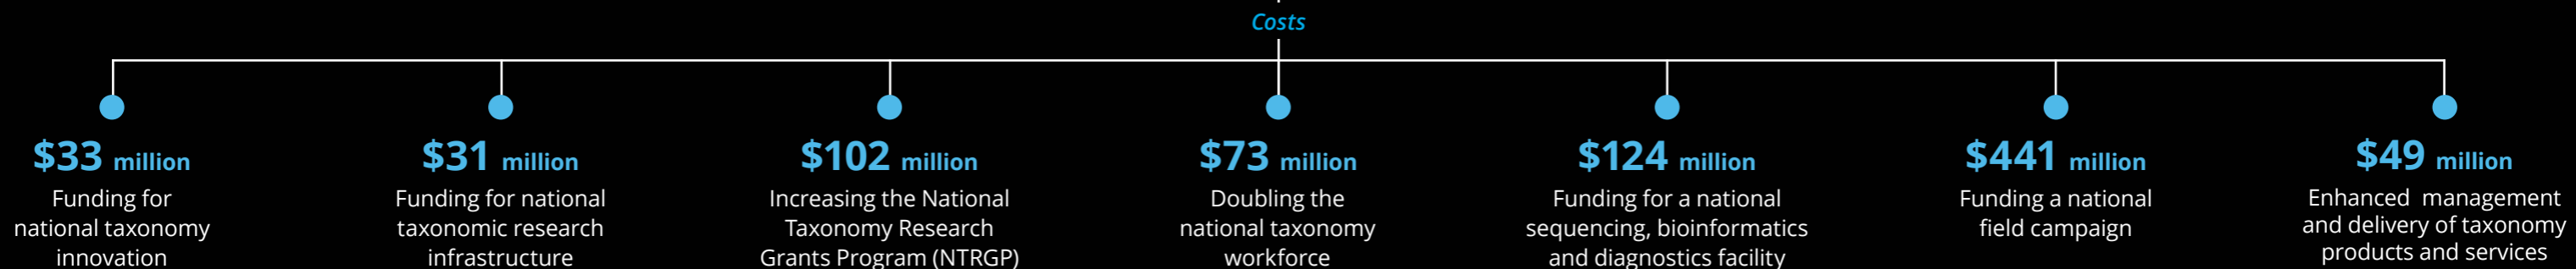 Costs
$33 million
Funding for
national taxonomy
innovation
$31 million
Funding for national
taxonomic research
infrastructure
$102 million
Increasing the National
Taxonomy Research
Grants Program (NTRGP)
$73 million
Doubling the
national taxonomy
workforce
$124 million
Funding for a national
sequencing, bioinformatics
and diagnostics facility
$441 million
Funding a national
field campaign
$49 million
Enhanced management
and delivery of taxonomy
products and services